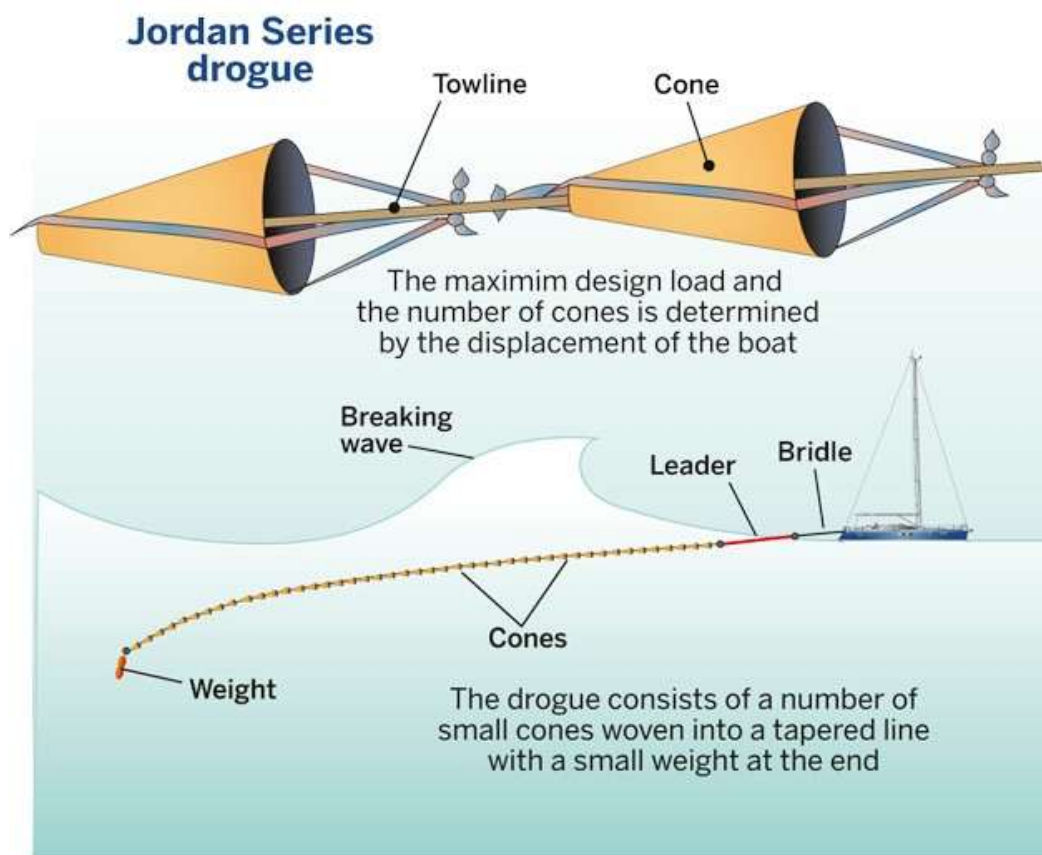 Jordan Series
drogue
Towline
Cone
The maximim design load and
the number of cones is determined
by the displacement of the boat
Breaking
wave
Leader
Bridle
Cones
Weight
The drogue consists of a number of
small cones woven into a tapered line
with a small weight at the end